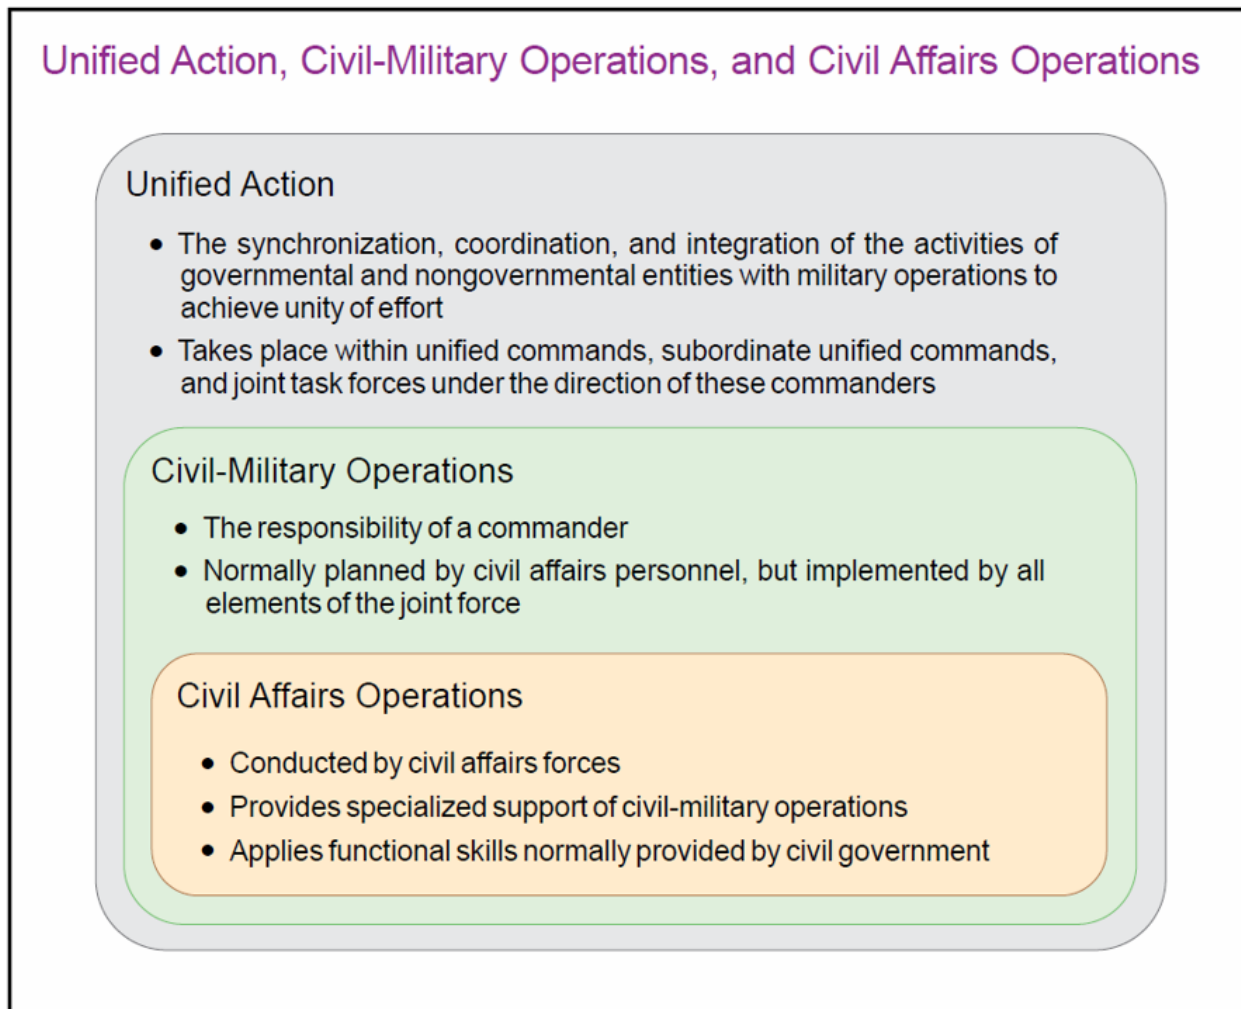 Unified Action, Civil-Military Operations, and Civil Affairs Operations
Unified Action
• The synchronization, coordination, and integration of the activities of
governmental and nongovernmental entities with military operations to
achieve unity of effort
• Takes place within unified commands, subordinate unified commands,
and joint task forces under the direction of these commanders
Civil-Military Operations
• The responsibility of a commander
• Normally planned by civil affairs personnel, but implemented by all
elements of the joint force
Civil Affairs Operations
• Conducted by civil affairs forces
• Provides specialized support of civil-military operations
• Applies functional skills normally provided by civil government